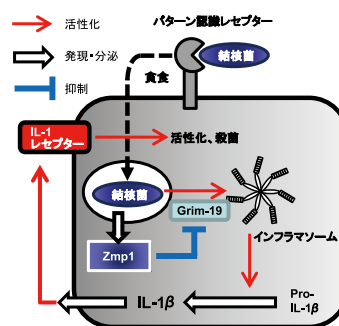 活性化
発現・分泌
抑制
パターン認識レセプター
結核菌
貪食
IL-1
レセプター
活性化、殺菌
結核菌
Grim-19
Zmp1
インフラマソーム
IL-1β
Pro-
IL-1β